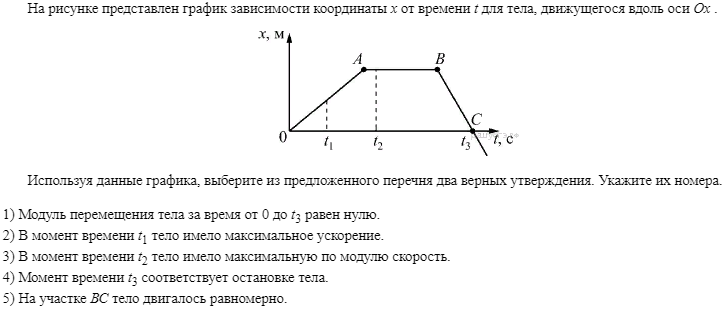 На рисунке представлен график зависимости координаты x от времени t для тела, движущегося вдоль оси Ox .
x, м
A
B
C
0
t₁
t₂
t₃
t, с
Используя данные графика, выберите из предложенного перечня два верных утверждения. Укажите их номера.
1) Модуль перемещения тела за время от 0 до t₃ равен нулю.
2) В момент времени t₁ тело имело максимальное ускорение.
3) В момент времени t₂ тело имело максимальную по модулю скорость.
4) Момент времени t₃ соответствует остановке тела.
5) На участке BC тело двигалось равномерно.